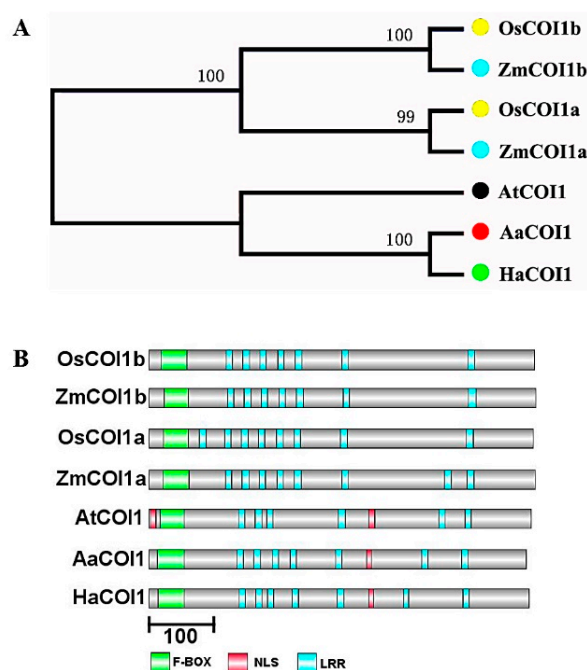 A
100
OsCOI1b
100
ZmCOI1b
99
OsCOI1a
ZmCOI1a
AtCOI1
100
AaCOI1
HaCOI1
B
OsCOI1b
ZmCOI1b
OsCOI1a
ZmCOI1a
AtCOI1
AaCOI1
HaCOI1
100
F-BOX NLS LRR